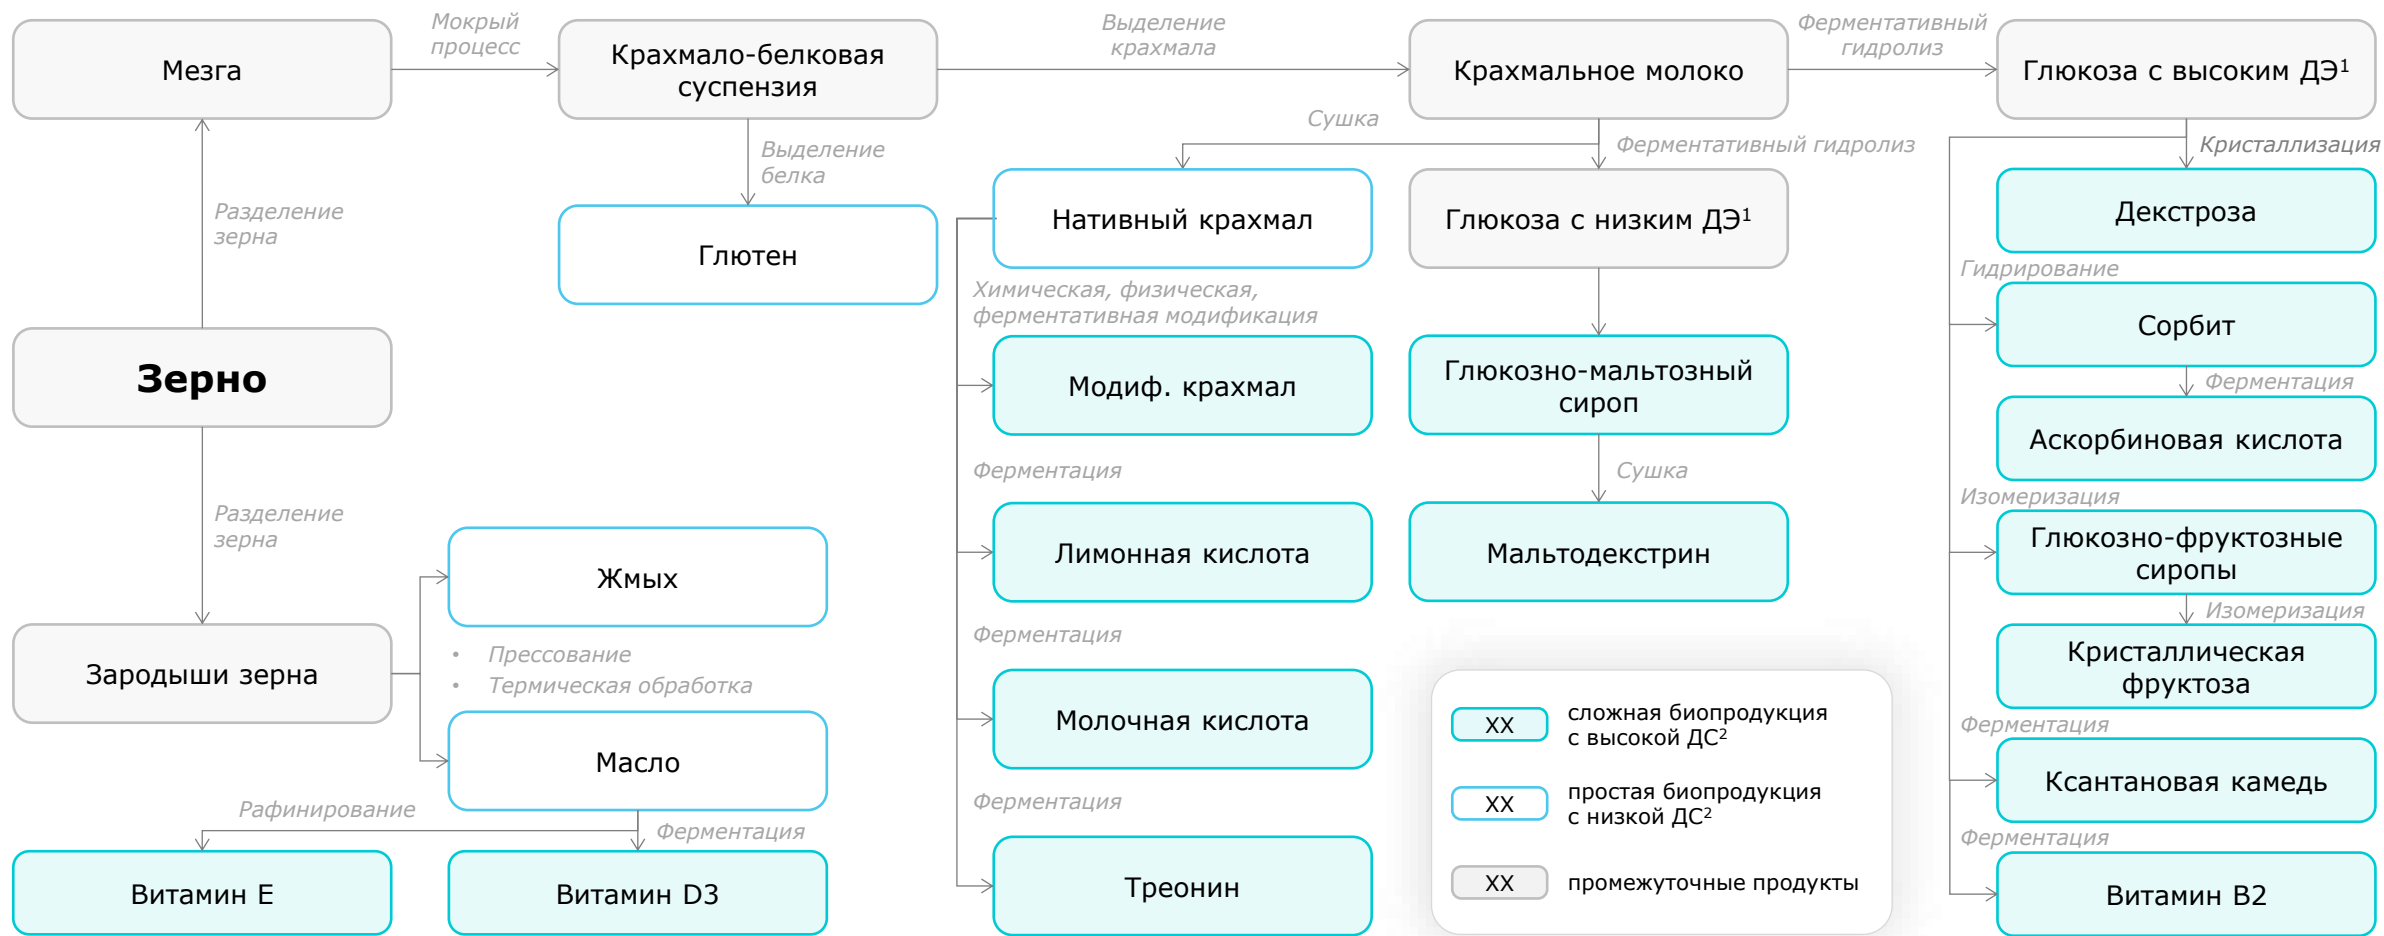 Мокрый
процесс
Выделение
крахмала
Ферментативный
гидролиз
Мезга
Крахмало-белковая
суспензия
Крахмальное молоко
Глюкоза с высоким ДЭ¹
Сушка
Ферментативный гидролиз
Кристаллизация
Выделение
белка
Разделение
зерна
Глютен
Нативный крахмал
Глюкоза с низким ДЭ¹
Декстроза
Гидрирование
Химическая, физическая,
ферментативная модификация
Сорбит
Зерно
Модиф. крахмал
Глюкозно-мальтозный
сироп
Ферментация
Аскорбиновая кислота
Ферментация
Сушка
Изомеризация
Разделение
зерна
Жмых
Лимонная кислота
Мальтодекстрин
Глюкозно-фруктозные
сиропы
Изомеризация
Ферментация
Зародыши зерна
• Прессование
• Термическая обработка
Кристаллическая
фруктоза
Молочная кислота
Масло
XX
сложная биопродукция
с высокой ДС²
XX
простая биопродукция
с низкой ДС²
XX
промежуточные продукты
Ферментация
Ксантановая камедь
Рафинирование
Ферментация
Ферментация
Ферментация
Витамин E
Витамин D3
Треонин
Витамин B2